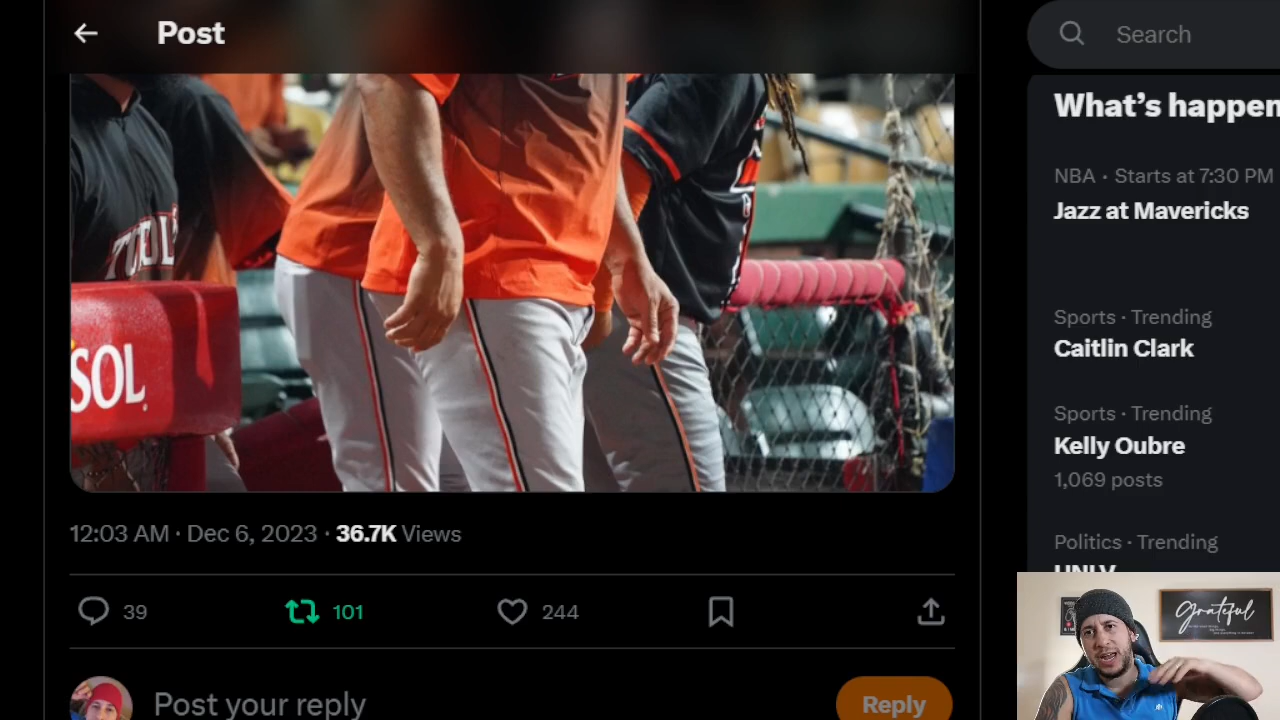 Post
Search
What's happen
NBA · Starts at 7:30 PM
Jazz at Mavericks
Sports · Trending
Caitlin Clark
Sports · Trending
Kelly Oubre
1,069 posts
Politics · Trending
UNLV
SOL
12:03 AM · Dec 6, 2023 · 36.7K Views
39
101
244
Post your reply
Reply
grateful